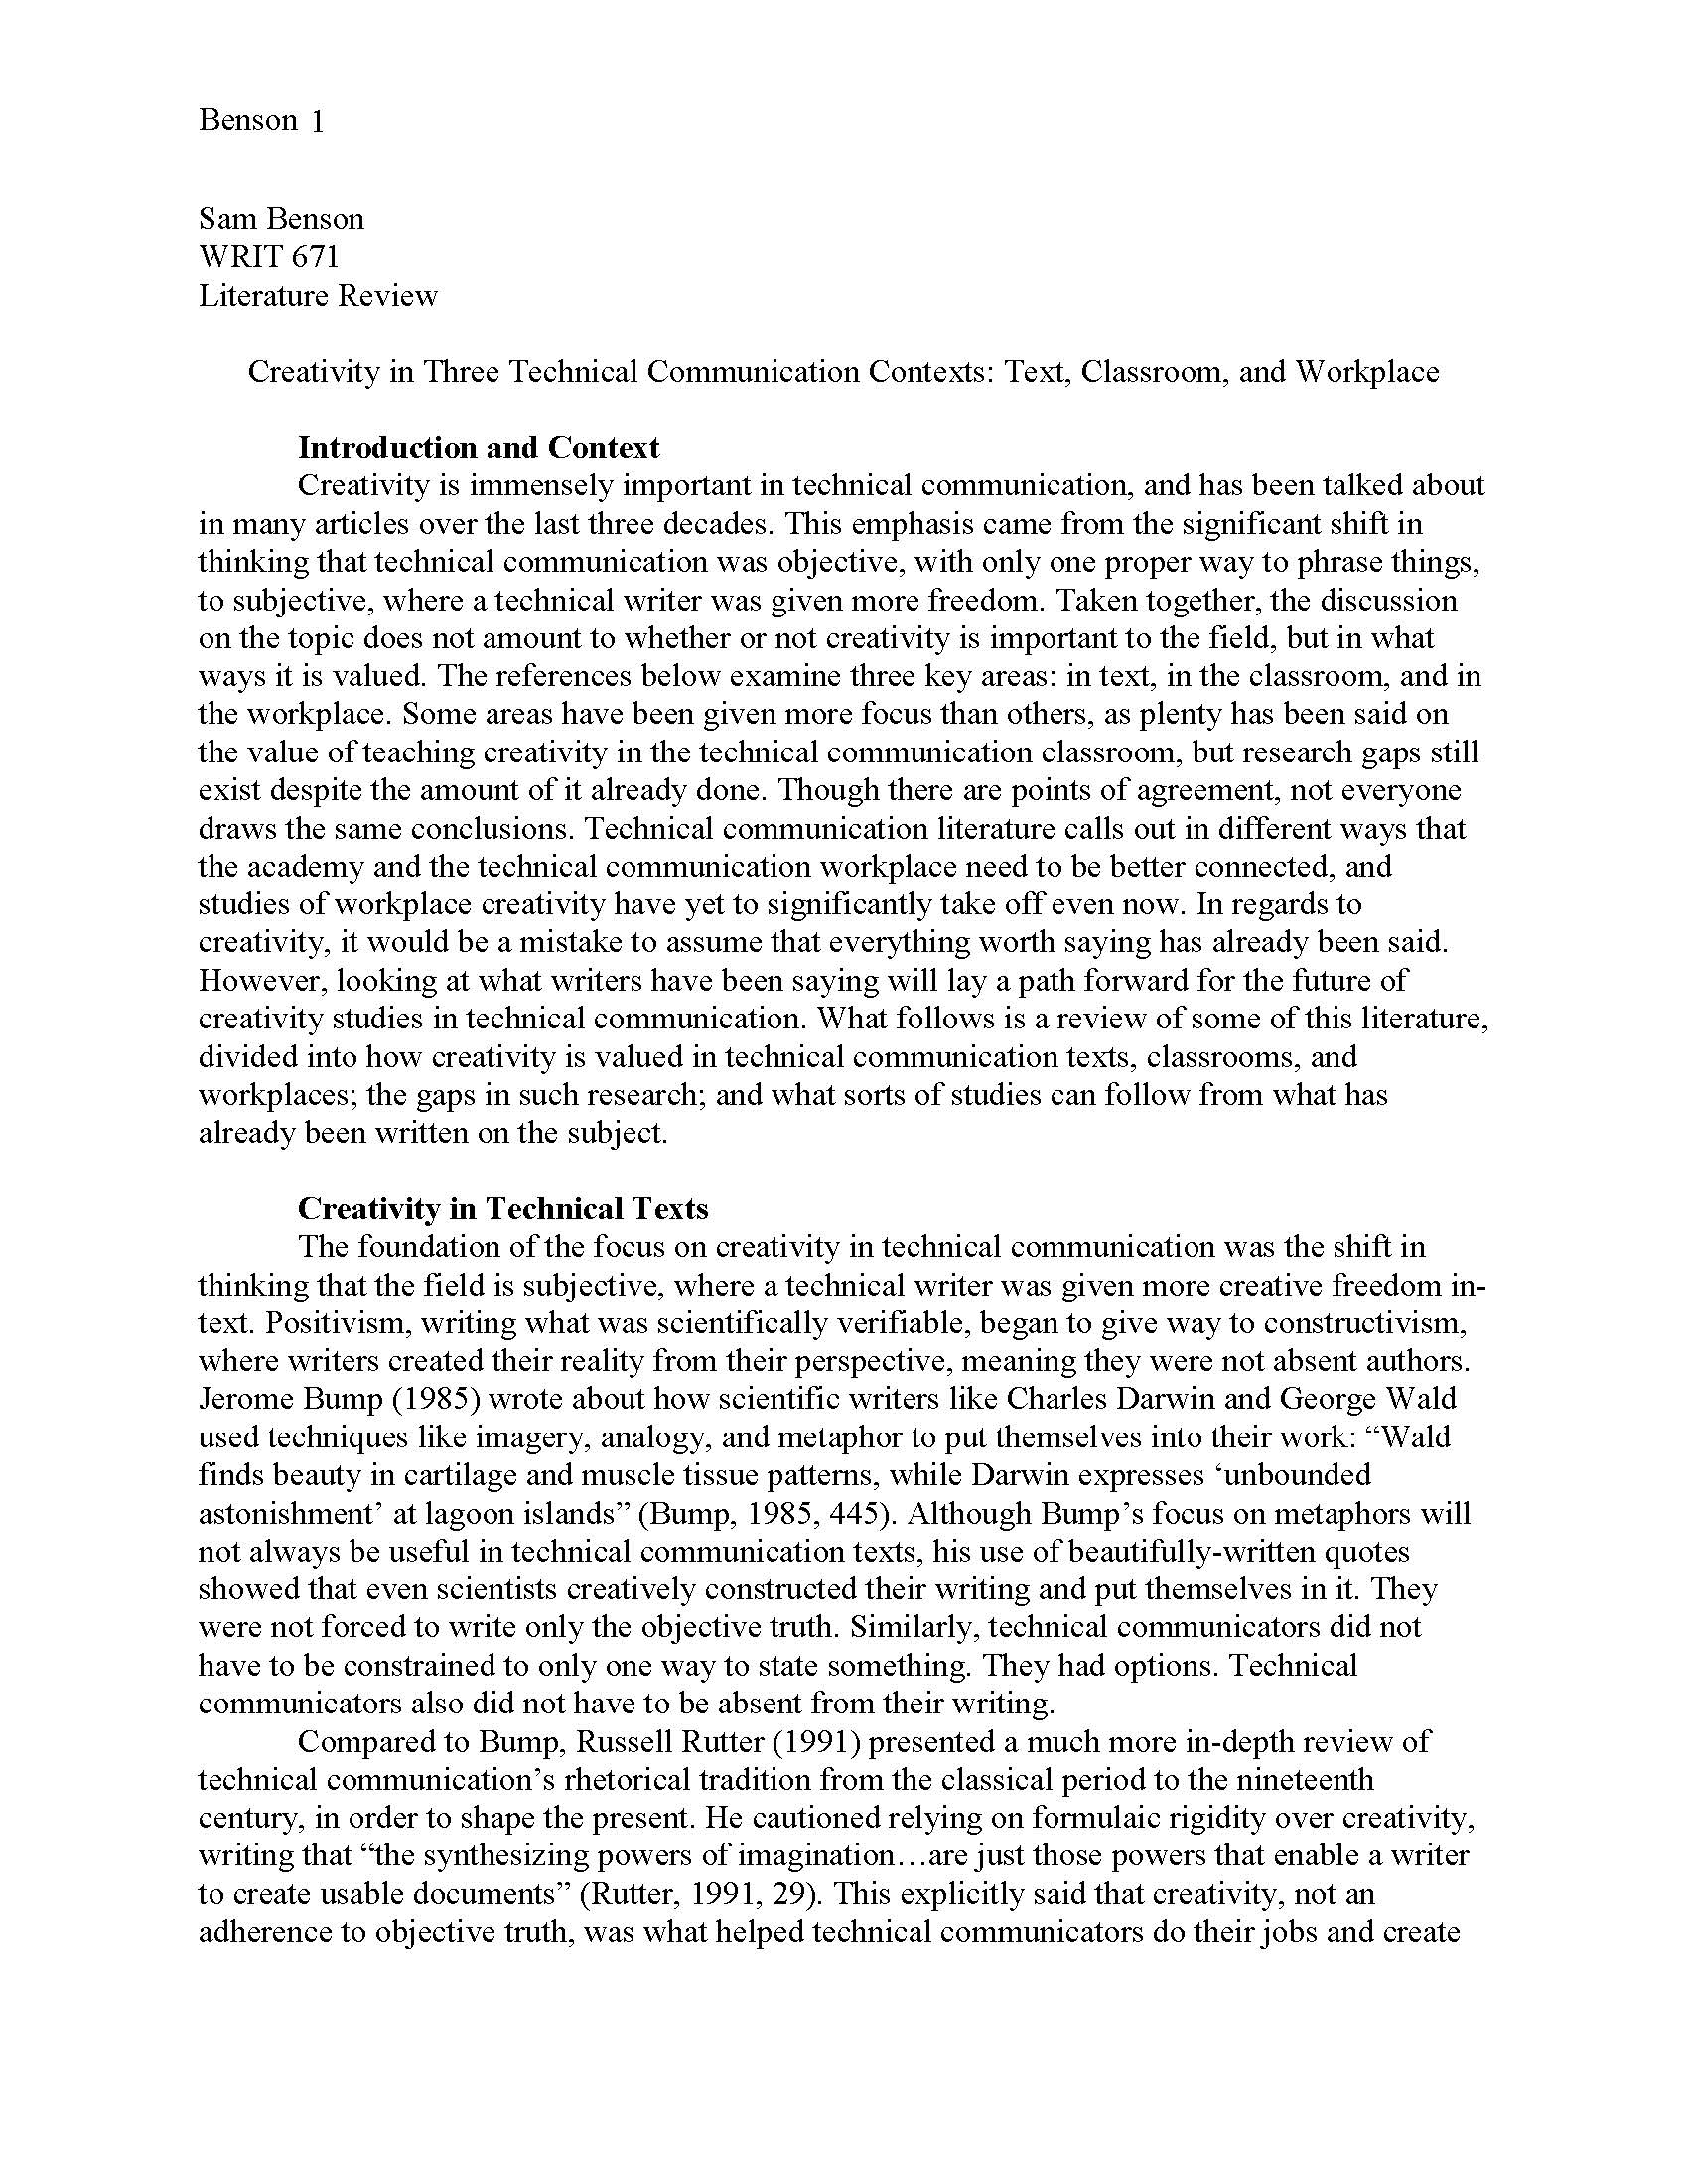 Benson 1
Sam Benson
WRIT 671
Literature Review
Creativity in Three Technical Communication Contexts: Text, Classroom, and Workplace
Introduction and Context
Creativity is immensely important in technical communication, and has been talked about
in many articles over the last three decades. This emphasis came from the significant shift in
thinking that technical communication was objective, with only one proper way to phrase things,
to subjective, where a technical writer was given more freedom. Taken together, the discussion
on the topic does not amount to whether or not creativity is important to the field, but in what
ways it is valued. The references below examine three key areas: in text, in the classroom, and in
the workplace. Some areas have been given more focus than others, as plenty has been said on
the value of teaching creativity in the technical communication classroom, but research gaps still
exist despite the amount of it already done. Though there are points of agreement, not everyone
draws the same conclusions. Technical communication literature calls out in different ways that
the academy and the technical communication workplace need to be better connected, and
studies of workplace creativity have yet to significantly take off even now. In regards to
creativity, it would be a mistake to assume that everything worth saying has already been said.
However, looking at what writers have been saying will lay a path forward for the future of
creativity studies in technical communication. What follows is a review of some of this literature,
divided into how creativity is valued in technical communication texts, classrooms, and
workplaces; the gaps in such research; and what sorts of studies can follow from what has
already been written on the subject.
Creativity in Technical Texts
The foundation of the focus on creativity in technical communication was the shift in
thinking that the field is subjective, where a technical writer was given more creative freedom in-
text. Positivism, writing what was scientifically verifiable, began to give way to constructivism,
where writers created their reality from their perspective, meaning they were not absent authors.
Jerome Bump (1985) wrote about how scientific writers like Charles Darwin and George Wald
used techniques like imagery, analogy, and metaphor to put themselves into their work: “Wald
finds beauty in cartilage and muscle tissue patterns, while Darwin expresses ‘unbounded
astonishment’ at lagoon islands” (Bump, 1985, 445). Although Bump’s focus on metaphors will
not always be useful in technical communication texts, his use of beautifully-written quotes
showed that even scientists creatively constructed their writing and put themselves in it. They
were not forced to write only the objective truth. Similarly, technical communicators did not
have to be constrained to only one way to state something. They had options. Technical
communicators also did not have to be absent from their writing.
Compared to Bump, Russell Rutter (1991) presented a much more in-depth review of
technical communication’s rhetorical tradition from the classical period to the nineteenth
century, in order to shape the present. He cautioned relying on formulaic rigidity over creativity,
writing that “the synthesizing powers of imagination…are just those powers that enable a writer
to create usable documents” (Rutter, 1991, 29). This explicitly said that creativity, not an
adherence to objective truth, was what helped technical communicators do their jobs and create